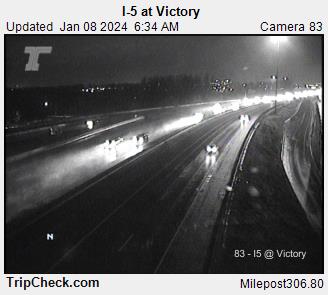 I-5 at Victory
Updated Jan 08 2024 6:34 AM Camera 83
T
N
83 - I5 @ Victory
TripCheck.com Milepost306.80